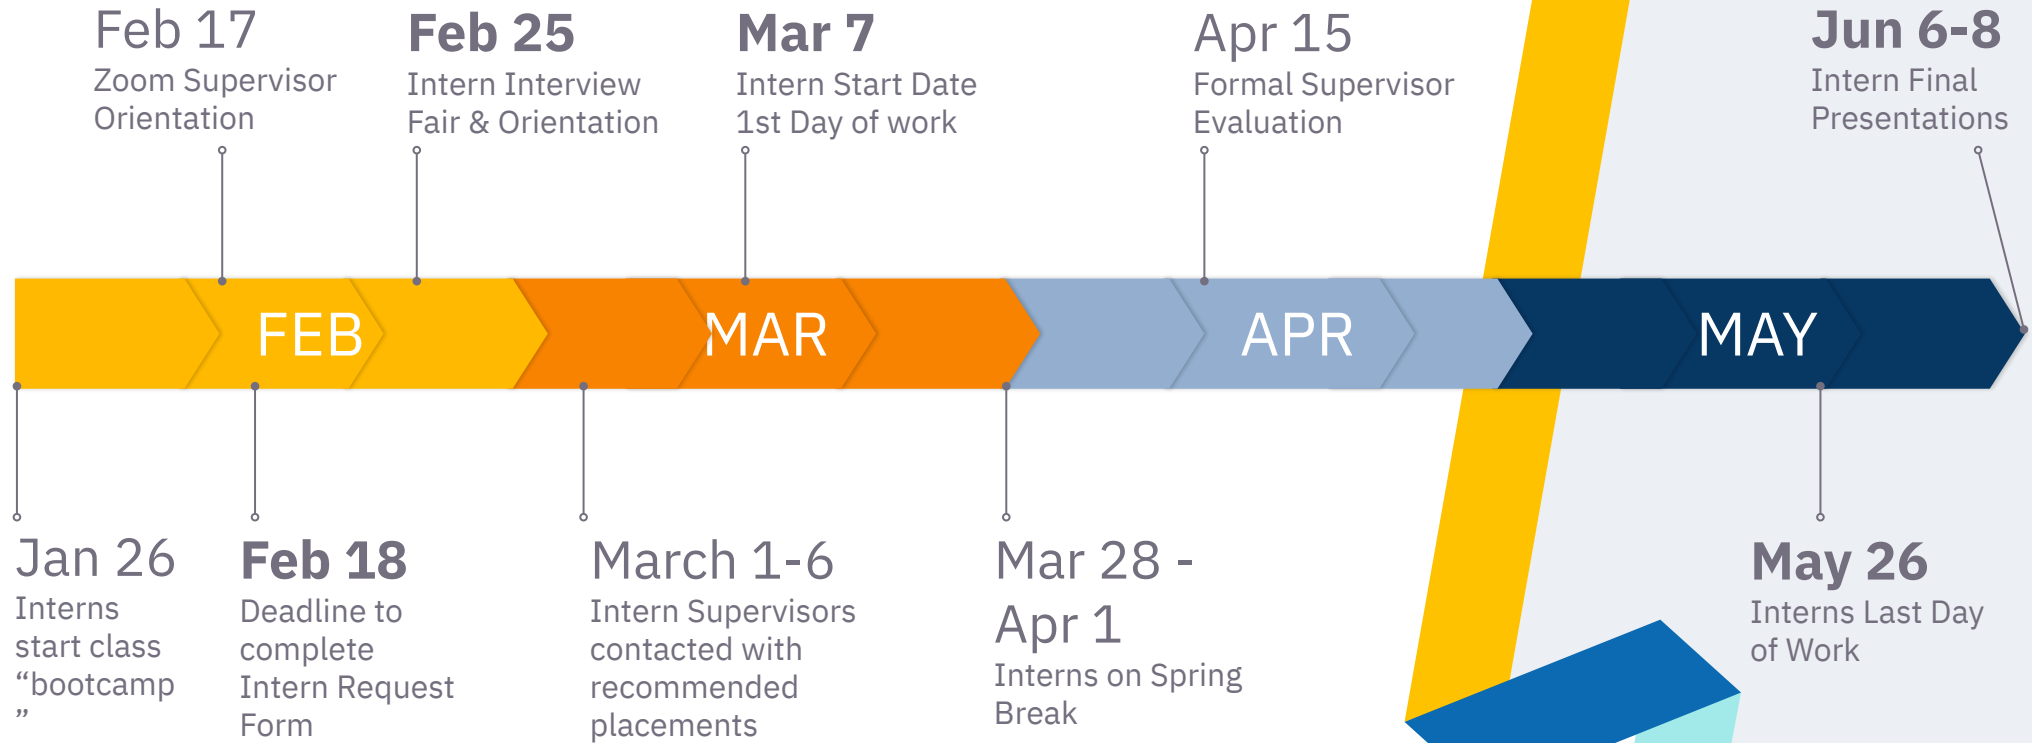 Feb 17
Zoom Supervisor
Orientation
Feb 25
Intern Interview
Fair & Orientation
Mar 7
Intern Start Date
1st Day of work
Apr 15
Formal Supervisor
Evaluation
Jun 6-8
Intern Final
Presentations
FEB
MAR
APR
MAY
Jan 26
Interns
start class
“bootcamp
”
Feb 18
Deadline to
complete
Intern Request
Form
March 1-6
Intern Supervisors
contacted with
recommended
placements
Mar 28 -
Apr 1
Interns on Spring
Break
May 26
Interns Last Day
of Work